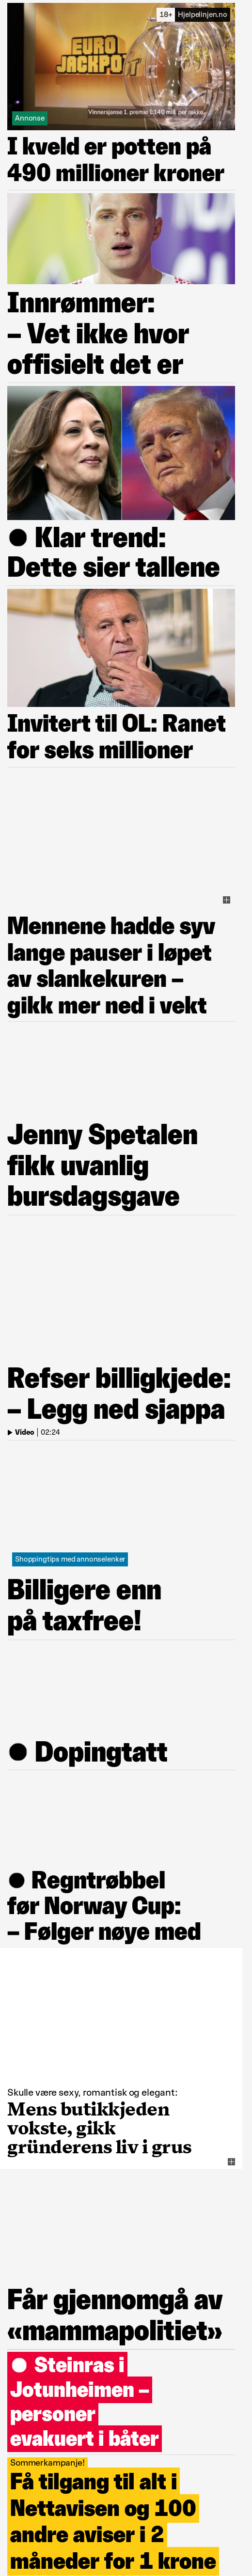 EURO
JACKPOT
18+ Hjelpelinjen.no
Vinnersjanse 1. premie 1:140 mill. per rekke.
Annonse
I kveld er potten på
490 millioner kroner
Innrømmer:
– Vet ikke hvor
offisielt det er
● Klar trend:
Dette sier tallene
Invitert til OL: Ranet
for seks millioner
Mennene hadde syv
lange pauser i løpet
av slankekuren –
gikk mer ned i vekt
Jenny Spetalen
fikk uvanlig
bursdagsgave
Refser billigkjede:
– Legg ned sjappa
Video | 02:24
Shoppingtips med annonselenker
Billigere enn
på taxfree!
● Dopingtatt
● Regntrøbbel
før Norway Cup:
– Følger nøye med
Skulle være sexy, romantisk og elegant:
Mens butikkjeden
vokste, gikk
gründerens liv i grus
Får gjennomgå av
«mammapolitiet»
● Steinras i
Jotunheimen –
personer
evakuert i båter
Sommerkampanje!
Få tilgang til alt i
Nettavisen og 100
andre aviser i 2
måneder for 1 krone